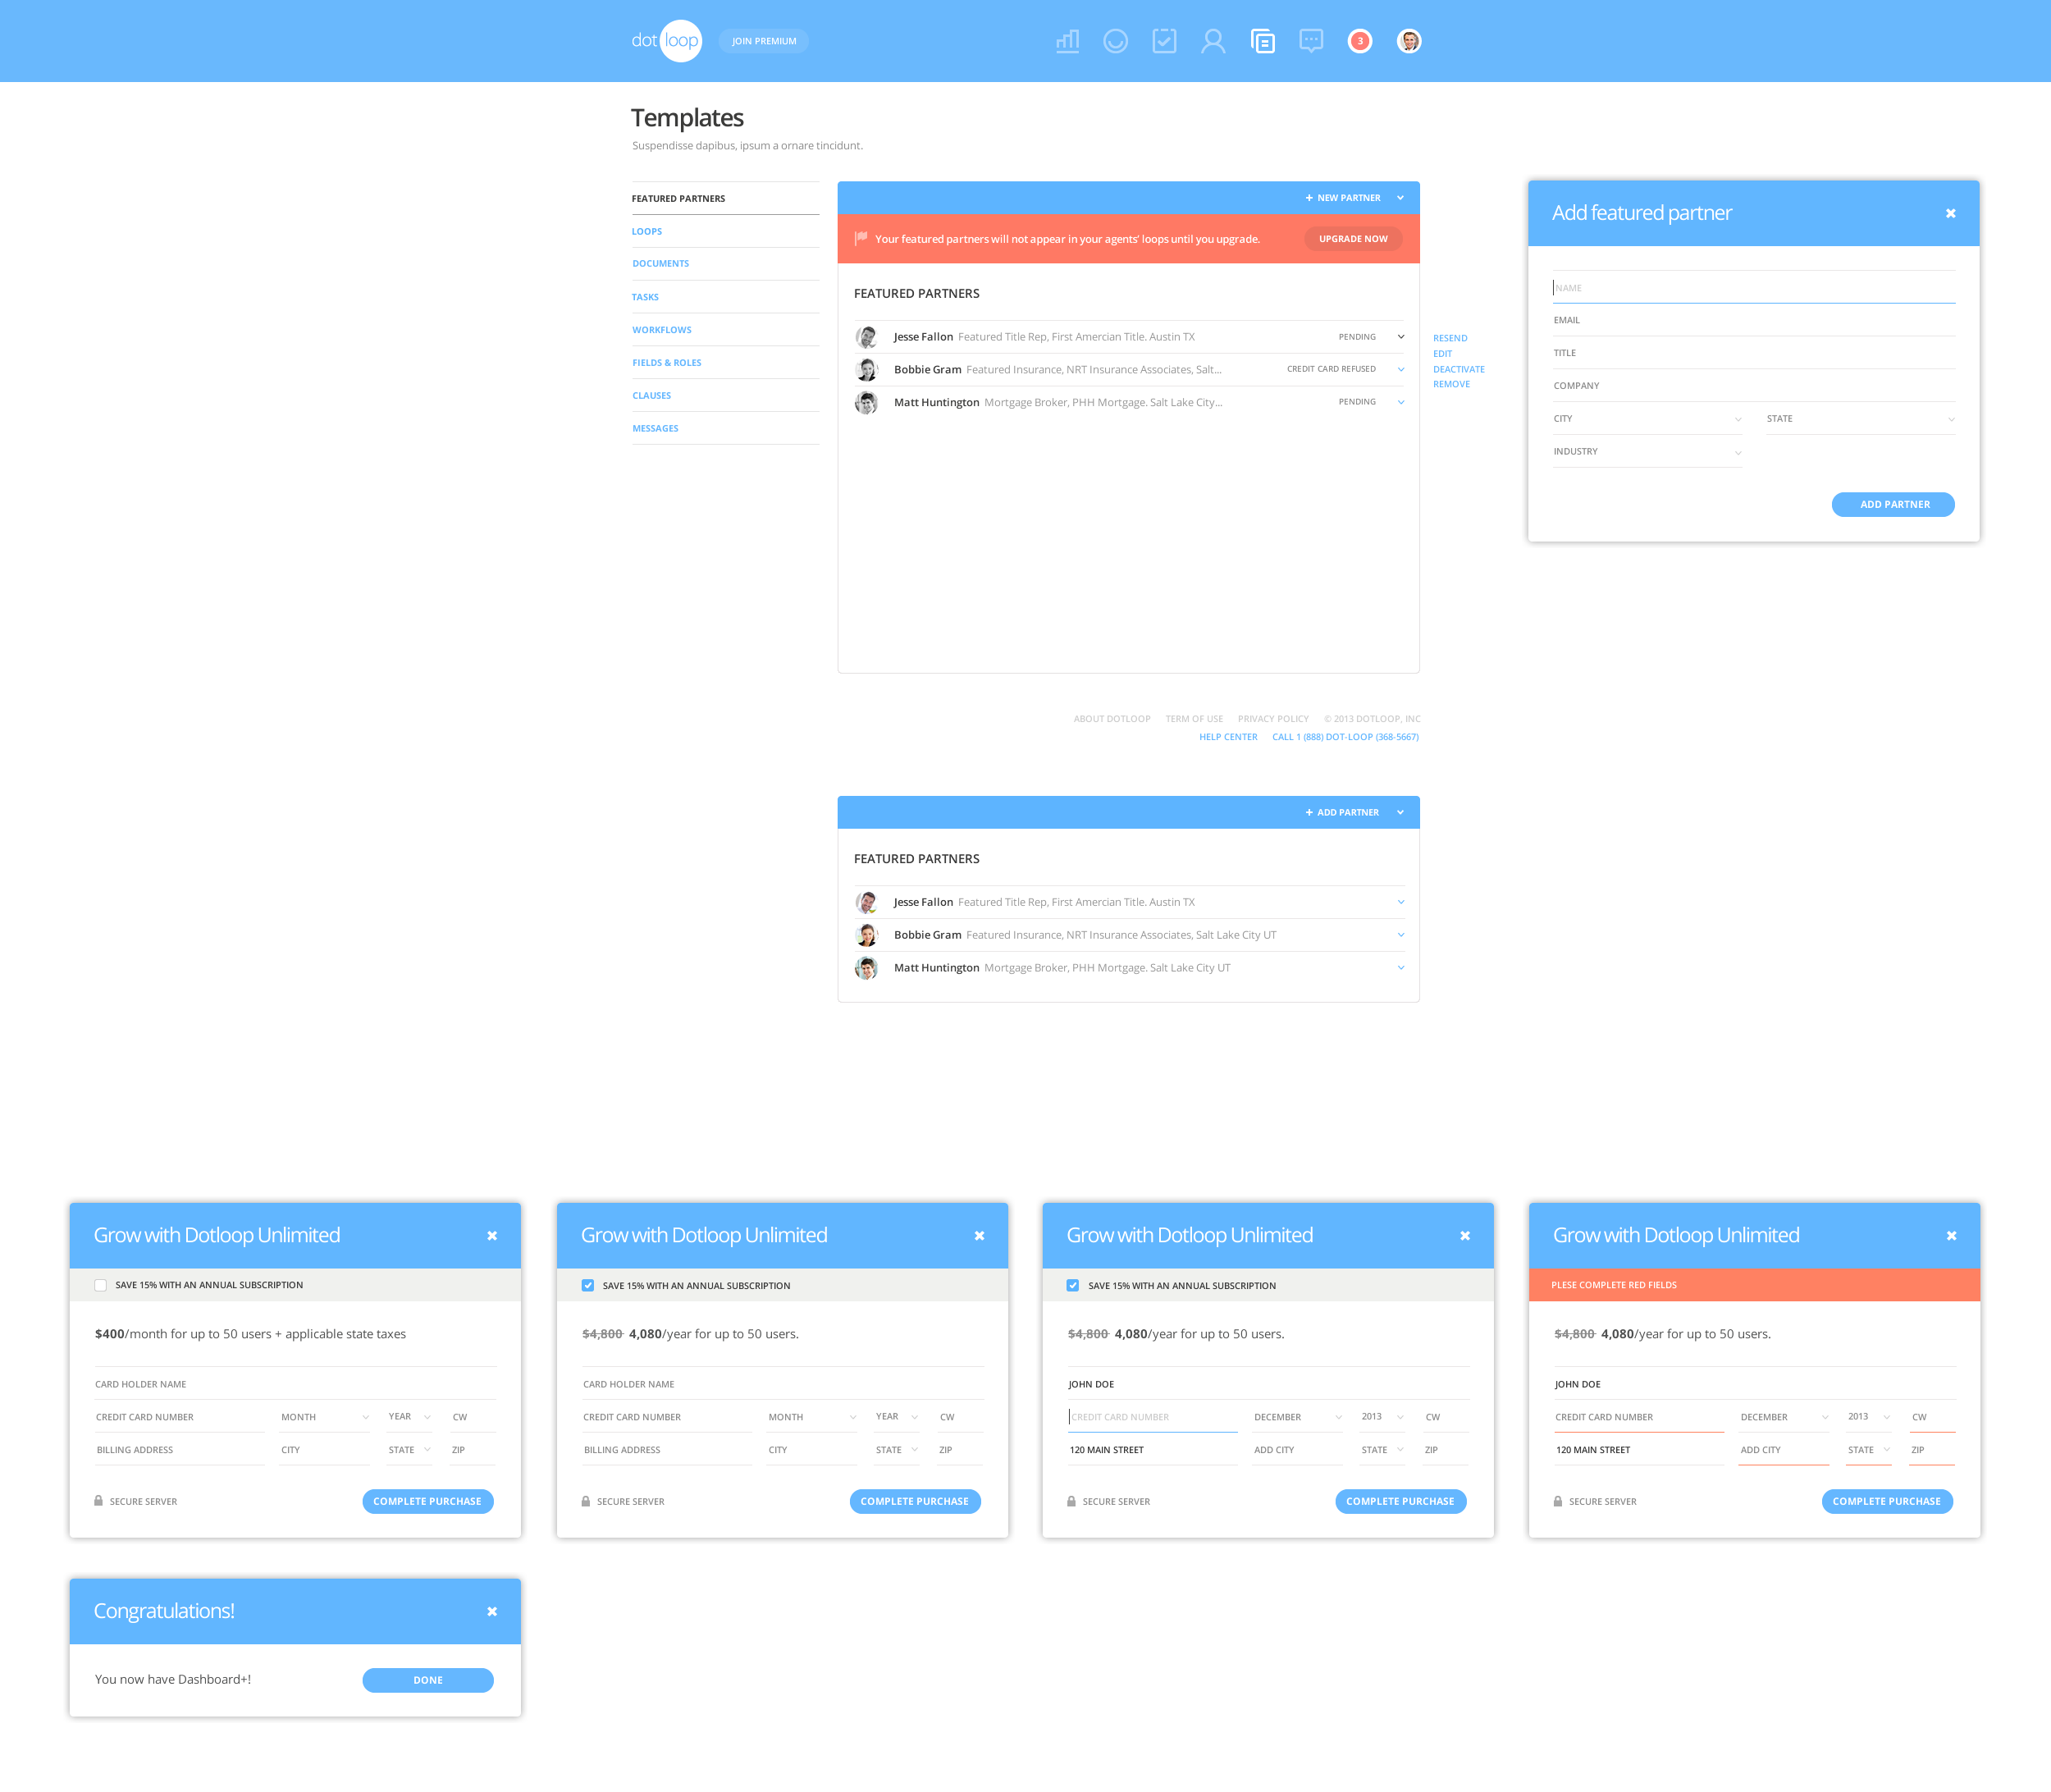 dot loop
JOIN PREMIUM
3
Templates
Suspendisse dapibus, ipsum a ornare tincidunt.
FEATURED PARTNERS
LOOPS
DOCUMENTS
TASKS
WORKFLOWS
FIELDS & ROLES
CLAUSES
MESSAGES
+ NEW PARTNER
Your featured partners will not appear in your agents' loops until you upgrade.
UPGRADE NOW
FEATURED PARTNERS
Jesse Fallon Featured Title Rep, First Amercian Title. Austin TX PENDING
Bobbie Gram Featured Insurance, NRT Insurance Associates, Salt... CREDIT CARD REFUSED
Matt Huntington Mortgage Broker, PHH Mortgage. Salt Lake City... PENDING
RESEND
EDIT
DEACTIVATE
REMOVE
Add featured partner
NAME
EMAIL
TITLE
COMPANY
CITY STATE
INDUSTRY
ADD PARTNER
ABOUT DOTLOOP TERM OF USE PRIVACY POLICY © 2013 DOTLOOP, INC
HELP CENTER CALL 1 (888) DOT-LOOP (368-5667)
+ ADD PARTNER
FEATURED PARTNERS
Jesse Fallon Featured Title Rep, First Amercian Title. Austin TX
Bobbie Gram Featured Insurance, NRT Insurance Associates, Salt Lake City UT
Matt Huntington Mortgage Broker, PHH Mortgage. Salt Lake City UT
Grow with Dotloop Unlimited
SAVE 15% WITH AN ANNUAL SUBSCRIPTION
$400/month for up to 50 users + applicable state taxes
CARD HOLDER NAME
CREDIT CARD NUMBER MONTH YEAR CW
BILLING ADDRESS CITY STATE ZIP
SECURE SERVER
COMPLETE PURCHASE
Grow with Dotloop Unlimited
SAVE 15% WITH AN ANNUAL SUBSCRIPTION
$4,800 4,080/year for up to 50 users.
CARD HOLDER NAME
CREDIT CARD NUMBER MONTH YEAR CW
BILLING ADDRESS CITY STATE ZIP
SECURE SERVER
COMPLETE PURCHASE
Grow with Dotloop Unlimited
SAVE 15% WITH AN ANNUAL SUBSCRIPTION
$4,800 4,080/year for up to 50 users.
JOHN DOE
CREDIT CARD NUMBER DECEMBER 2013 CW
120 MAIN STREET ADD CITY STATE ZIP
SECURE SERVER
COMPLETE PURCHASE
Grow with Dotloop Unlimited
PLESE COMPLETE RED FIELDS
$4,800 4,080/year for up to 50 users.
JOHN DOE
CREDIT CARD NUMBER DECEMBER 2013 CW
120 MAIN STREET ADD CITY STATE ZIP
SECURE SERVER
COMPLETE PURCHASE
Congratulations!
You now have Dashboard+!
DONE